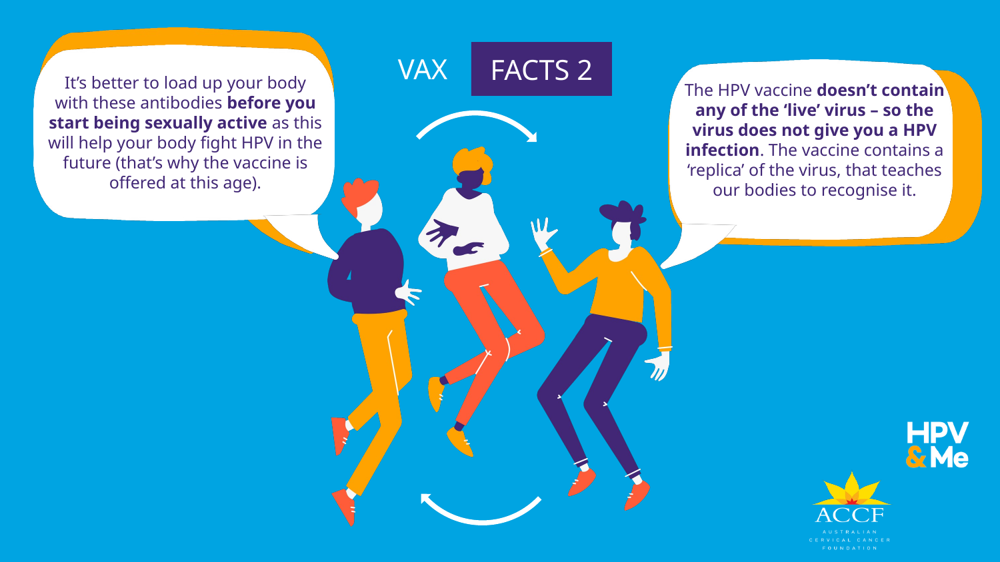 VAX FACTS 2
It’s better to load up your body
with these antibodies before you
start being sexually active as this
will help your body fight HPV in the
future (that’s why the vaccine is
offered at this age).
The HPV vaccine doesn’t contain
any of the ‘live’ virus – so the
virus does not give you a HPV
infection. The vaccine contains a
‘replica’ of the virus, that teaches
our bodies to recognise it.
HPV
& Me
ACCF
AUSTRALIAN
CERVICAL CANCER
FOUNDATION